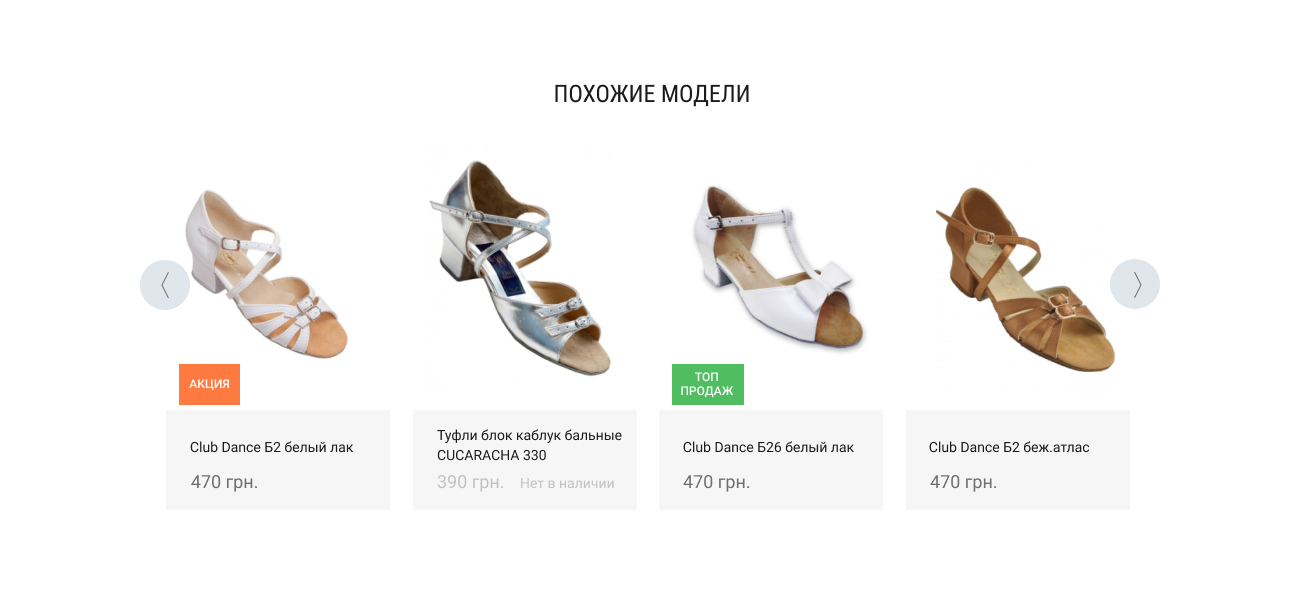 ПОХОЖИЕ МОДЕЛИ
АКЦИЯ
ТОП
ПРОДАЖ
Club Dance Б2 белый лак
470 грн.
Туфли блок каблук бальные
CUCARACHA 330
390 грн. Нет в наличии
Club Dance Б26 белый лак
470 грн.
Club Dance Б2 беж.атлас
470 грн.